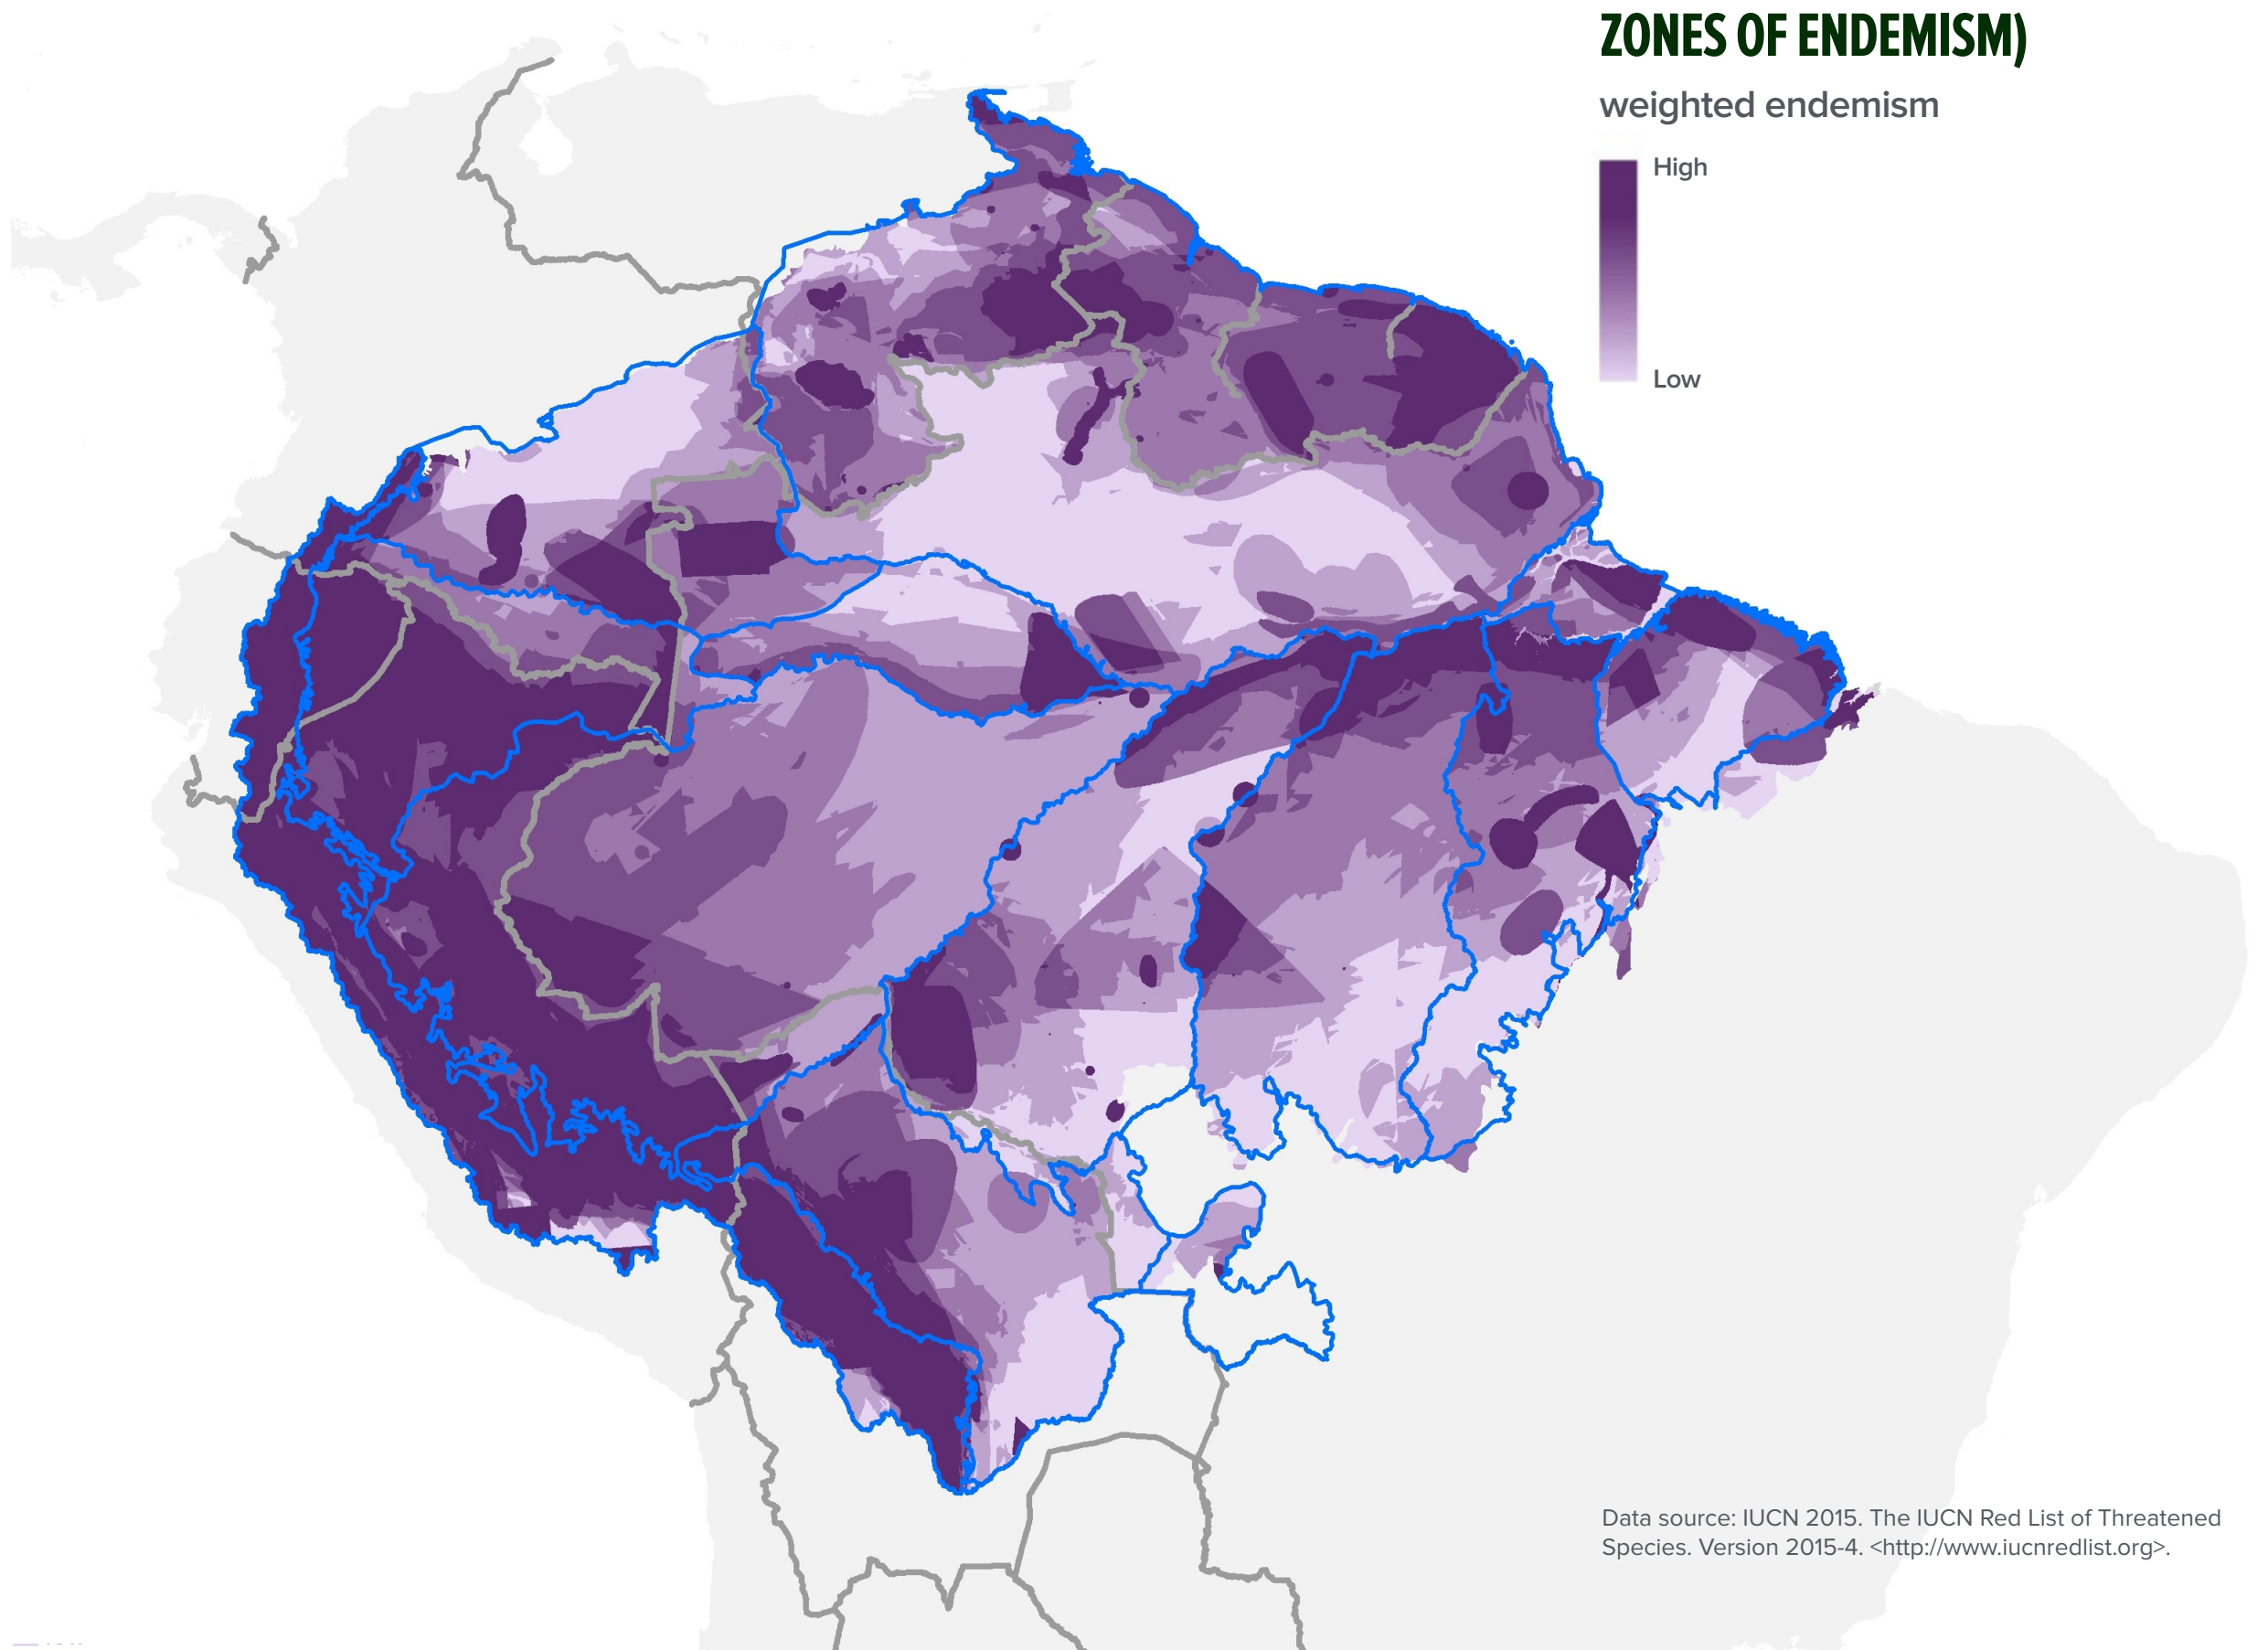 ZONES OF ENDEMISM)
weighted endemism
High
Low
Data source: IUCN 2015. The IUCN Red List of Threatened
Species. Version 2015-4. <http://www.iucnredlist.org>.